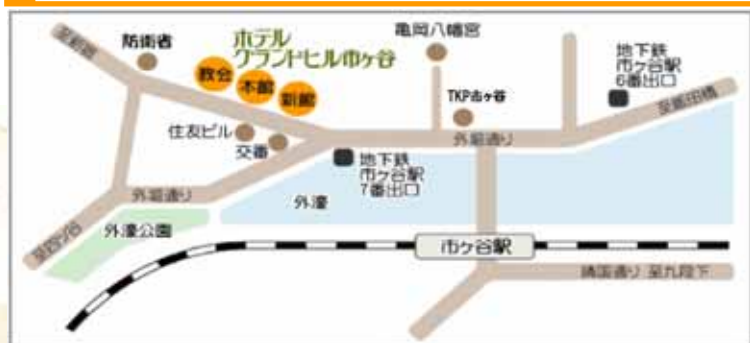 至新宿
防衛省
ホテル
グランドヒル市ヶ谷
教会
本館
新館
亀岡八幡宮
地下鉄
市ヶ谷駅
6番出口
TKP市ヶ谷
至飯田橋
住友ビル
交番
外堀通り
地下鉄
市ヶ谷駅
7番出口
外堀通り
外濠
至四ツ谷
外濠公園
市ヶ谷駅
靖国通り 至九段下